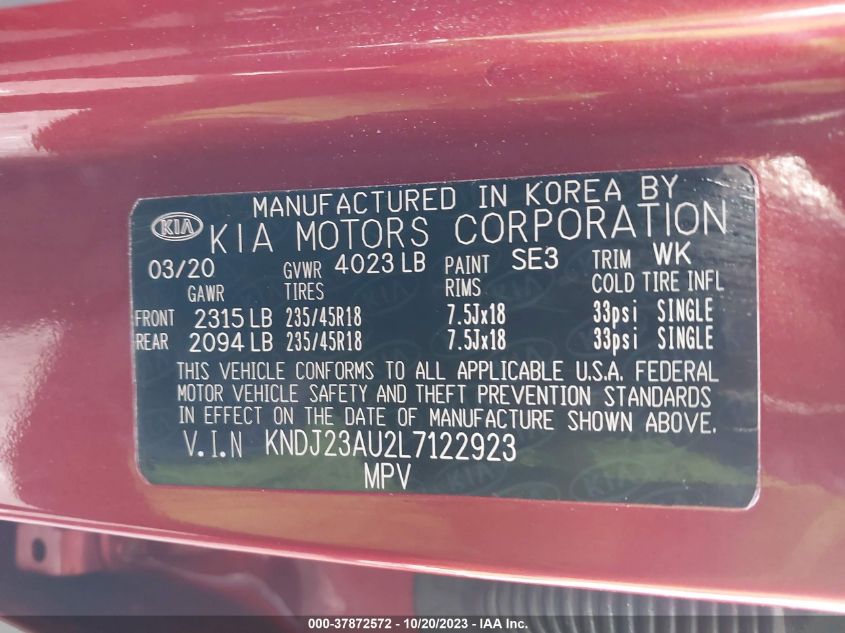 MANUFACTURED IN KOREA BY
KIA KIA MOTORS CORPORATION
03/20 GVWR 4023 LB PAINT SE3 TRIM WK
GAWR TIRES RIMS COLD TIRE INFL
FRONT 2315 LB 235/45R18 7.5Jx18 33psi SINGLE
REAR 2094 LB 235/45R18 7.5Jx18 33psi SINGLE
THIS VEHICLE CONFORMS TO ALL APPLICABLE U.S.A. FEDERAL
MOTOR VEHICLE SAFETY AND THEFT PREVENTION STANDARDS
IN EFFECT ON THE DATE OF MANUFACTURE SHOWN ABOVE.
V.I.N KNDJ23AU2L7122923
MPV
000-37872572 | 10/20/2023 - IAA Inc.